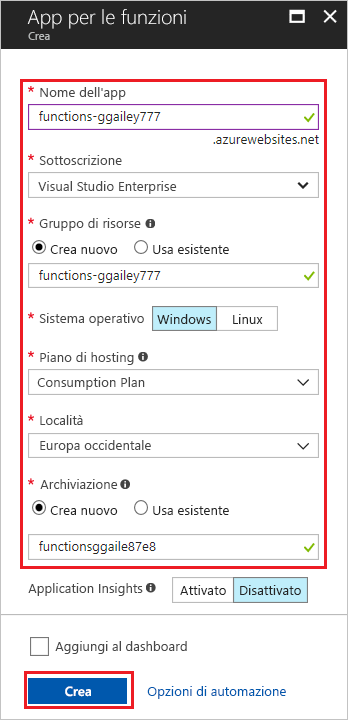 App per le funzioni
Crea
* Nome dell'app
functions-ggailey777
.azurewebsites.net
* Sottoscrizione
Visual Studio Enterprise
* Gruppo di risorse
Crea nuovo Usa esistente
functions-ggailey777
* Sistema operativo Windows Linux
* Piano di hosting
Consumption Plan
* Località
Europa occidentale
* Archiviazione
Crea nuovo Usa esistente
functionsggaile87e8
Application Insights Attivato Disattivato
Aggiungi al dashboard
Crea Opzioni di automazione